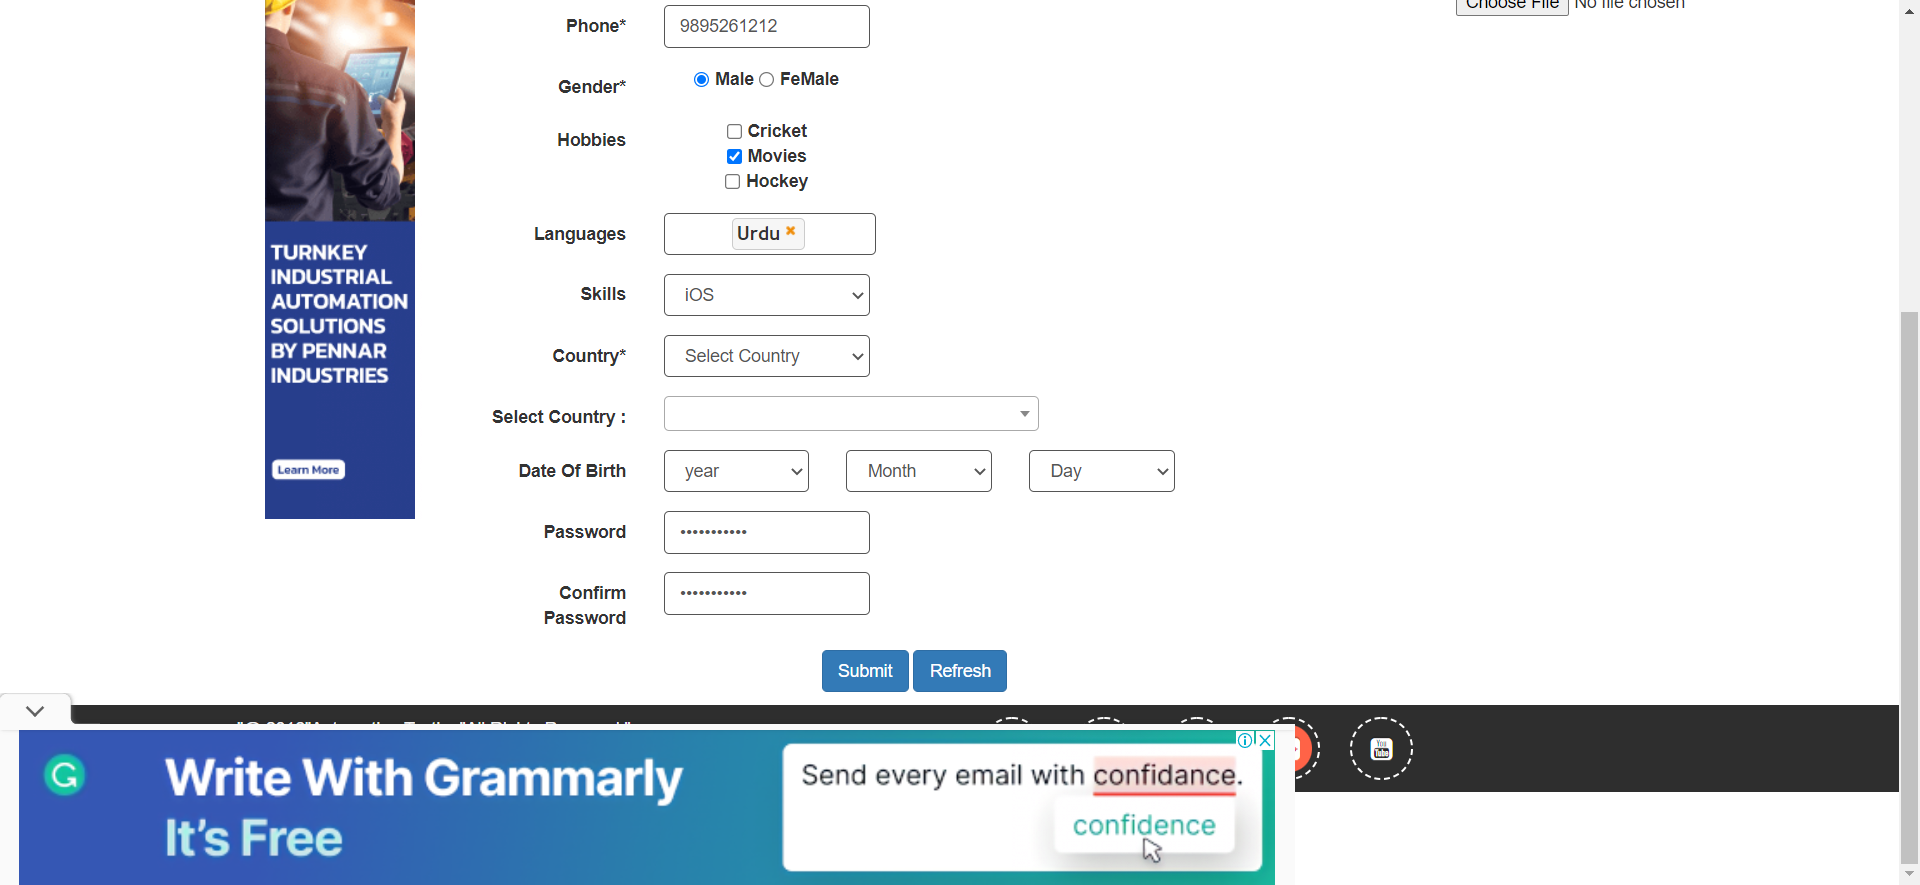 Choose File No file chosen
Phone* 9895261212
Gender* Male FeMale
Hobbies Cricket
Movies
Hockey
Languages Urdu
Skills iOS
Country* Select Country
Select Country :
Date Of Birth year Month Day
Password •••••••••••
Confirm
Password •••••••••••
Submit Refresh
TURNKEY
INDUSTRIAL
AUTOMATION
SOLUTIONS
BY PENNAR
INDUSTRIES
Learn More
You
Tube
G
Write With Grammarly
It's Free
Send every email with confidance.
confidence